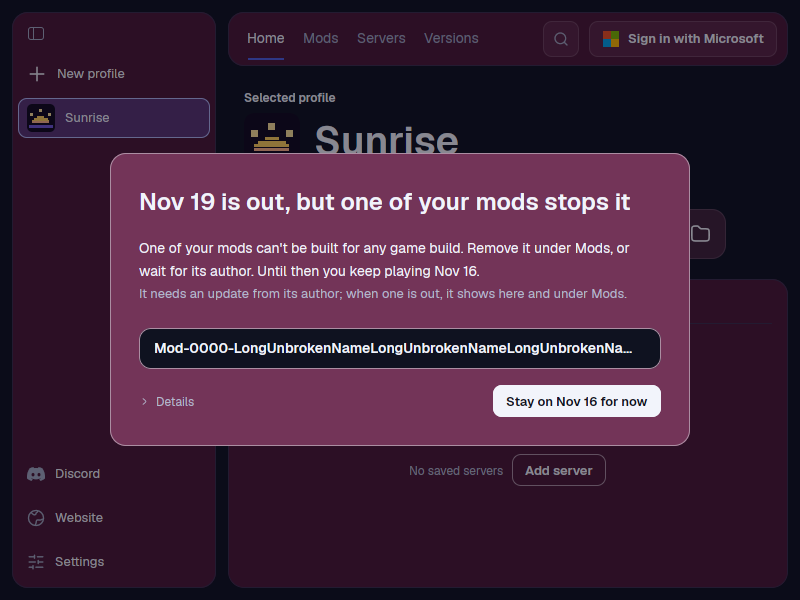 Home
Mods
Servers
Versions
Sign in with Microsoft
New profile
Sunrise
Selected profile
Sunrise
Nov 19 is out, but one of your mods stops it
One of your mods can't be built for any game build. Remove it under Mods, or
wait for its author. Until then you keep playing Nov 16.
It needs an update from its author; when one is out, it shows here and under Mods.
Mod-0000-LongUnbrokenNameLongUnbrokenNameLongUnbrokenNa...
Details
Stay on Nov 16 for now
No saved servers
Add server
Discord
Website
Settings